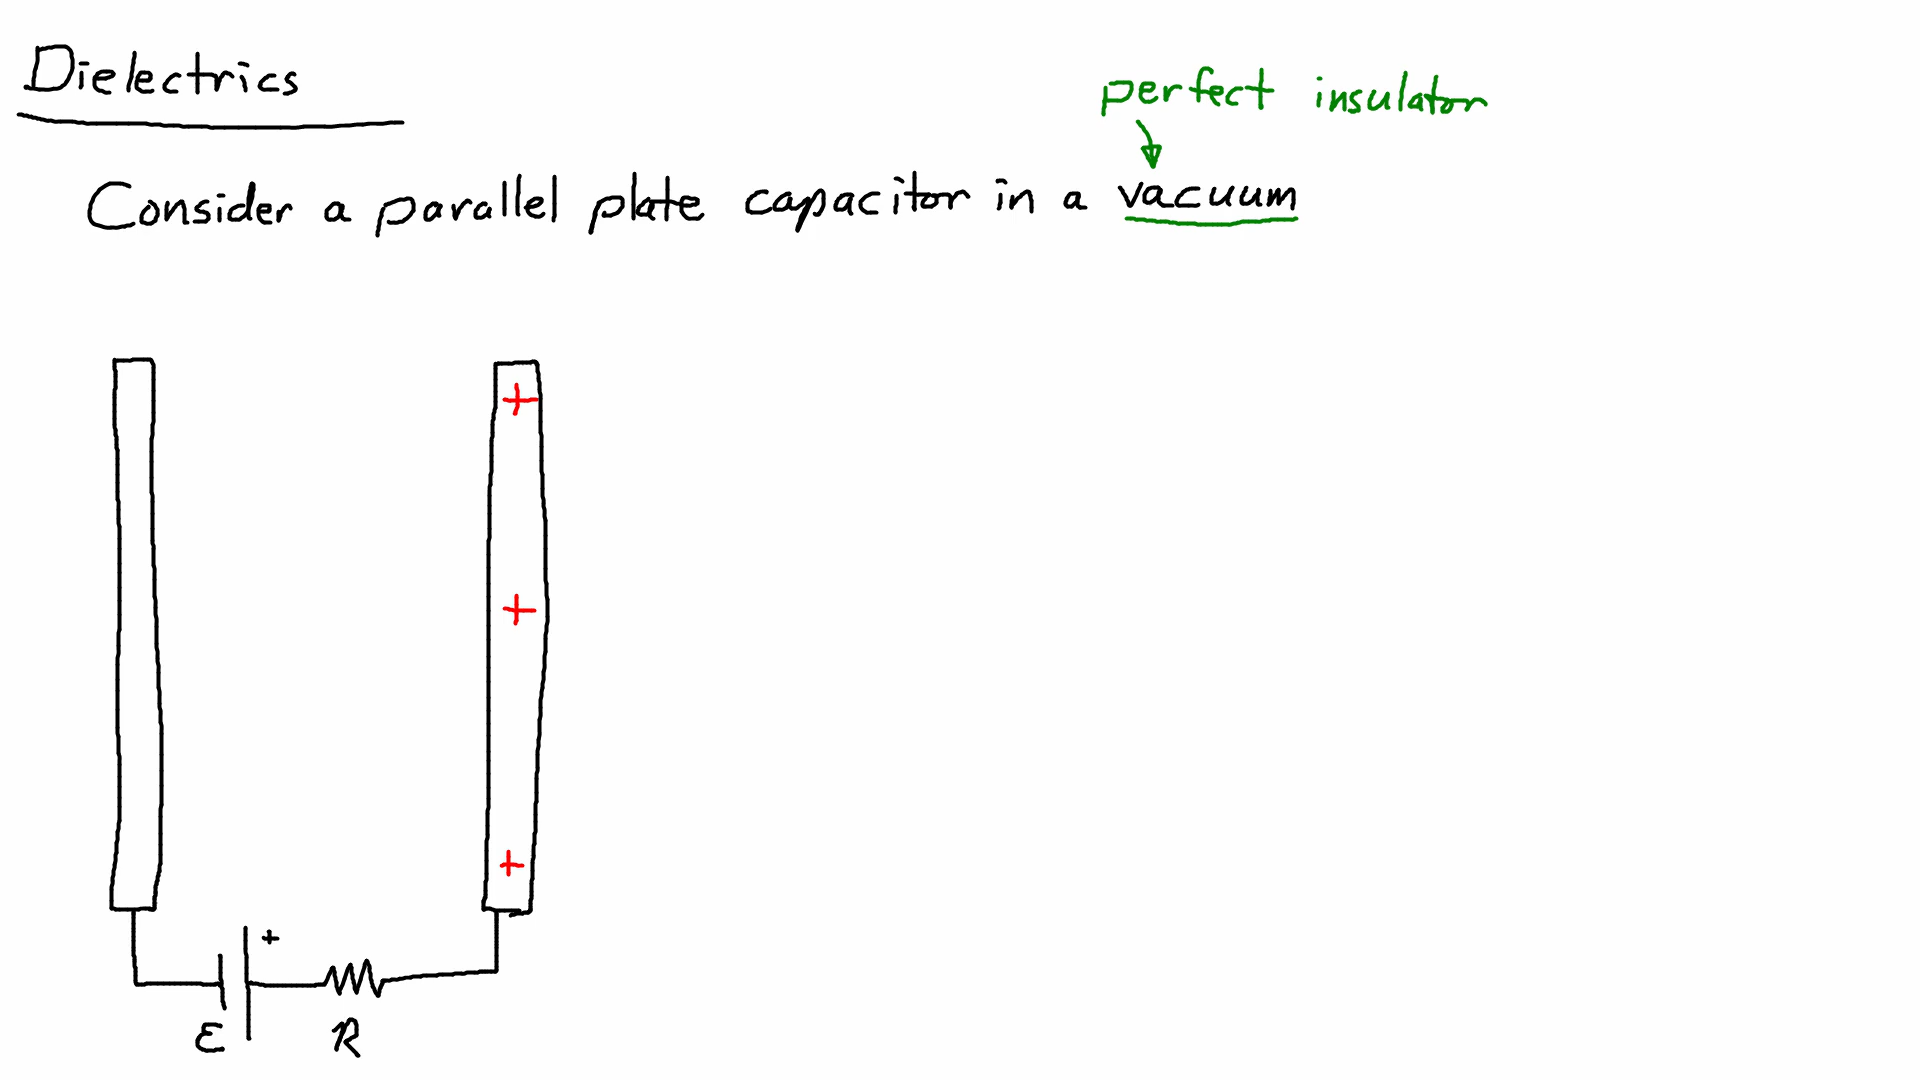 Dielectrics
perfect insulator
Consider a parallel plate capacitor in a vacuum
+
+
+
+
ε R